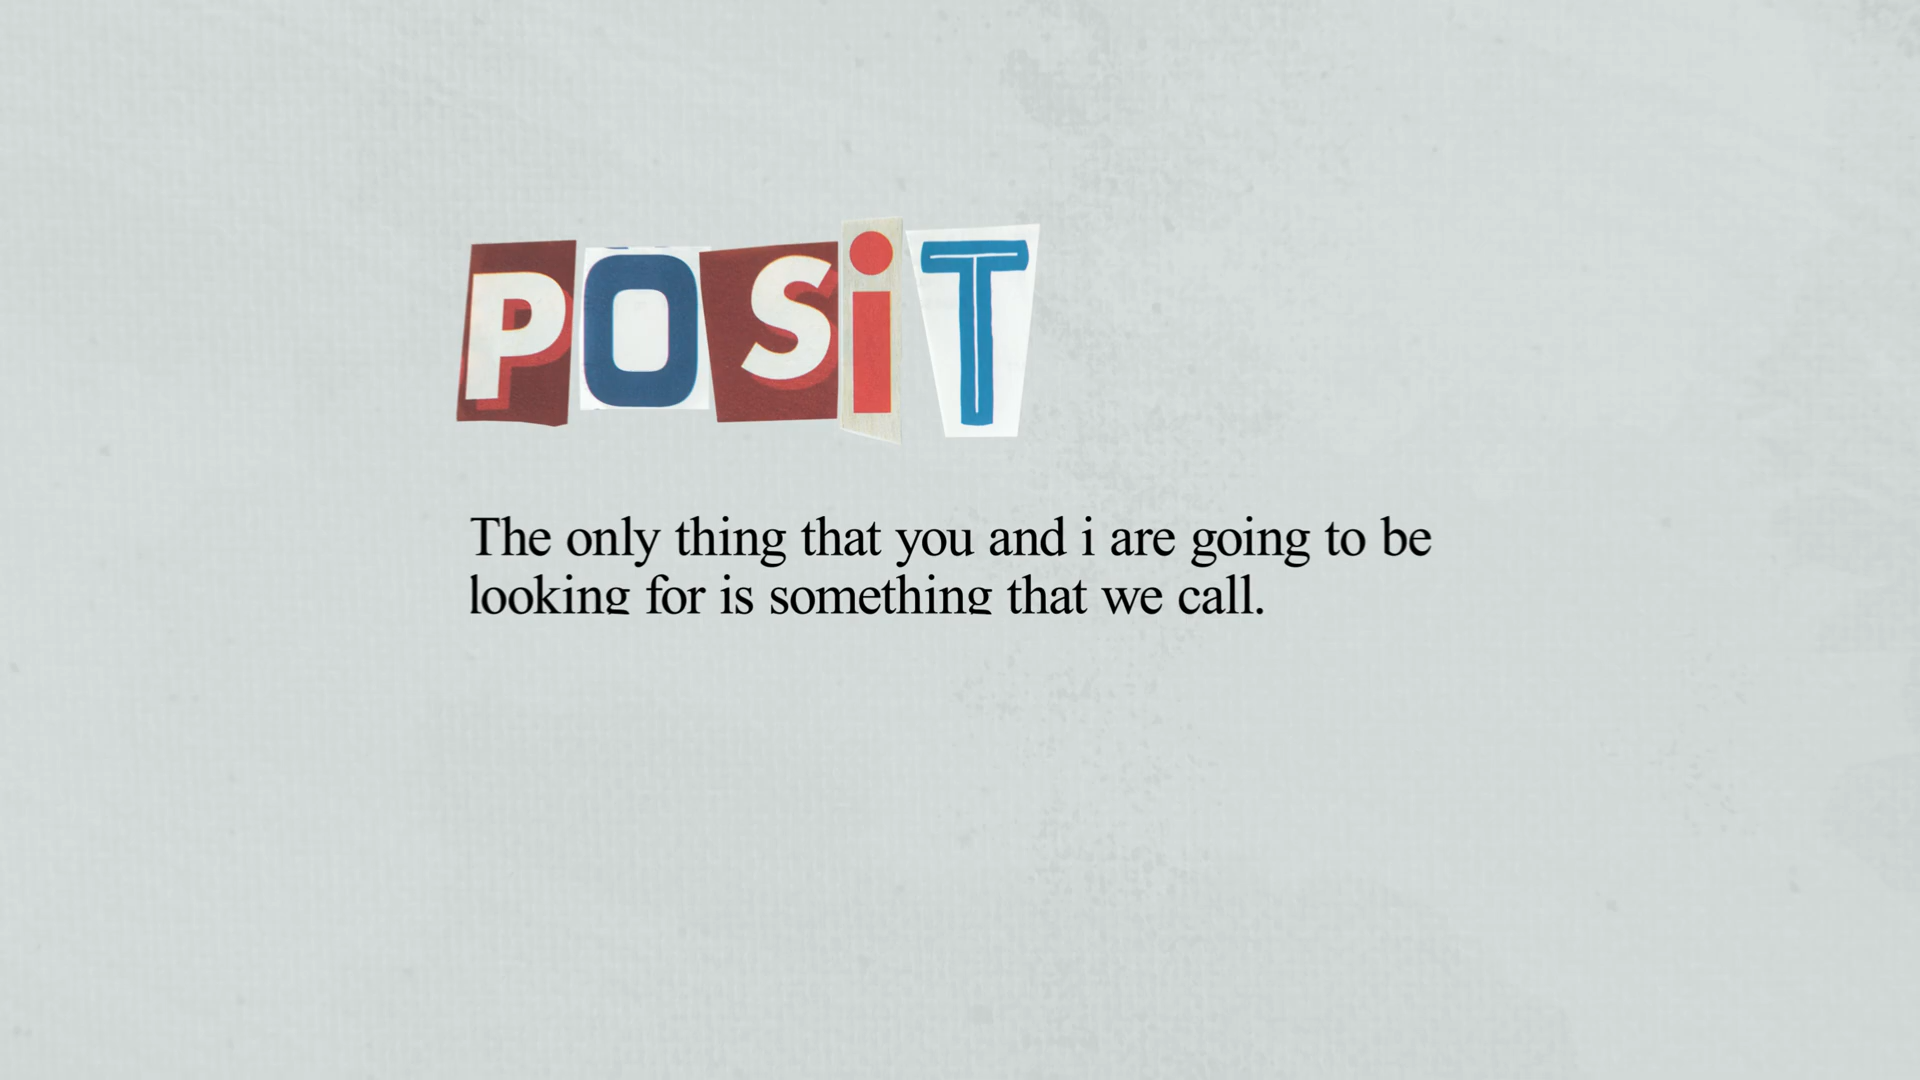 POSiT
The only thing that you and i are going to be
looking for is something that we call.